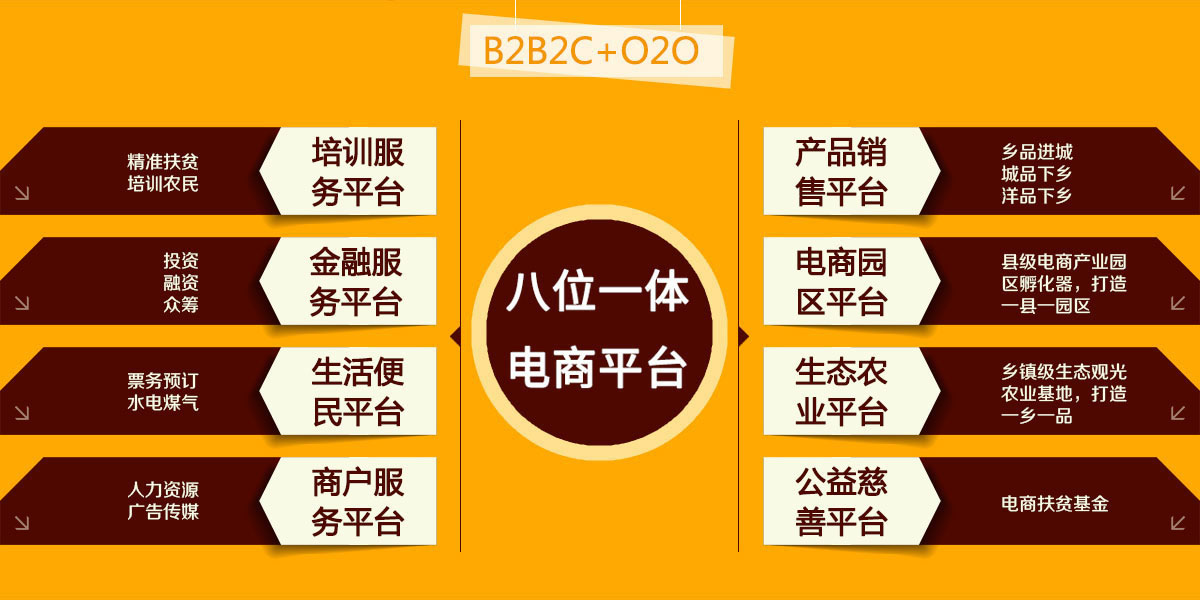 B2B2C+O2O
精准扶贫
培训农民
培训服
务平台
投资
融资
众筹
金融服
务平台
票务预订
水电煤气
生活便
民平台
人力资源
广告传媒
商户服
务平台
八位一体
电商平台
产品销
售平台
乡品进城
城品下乡
洋品下乡
电商园
区平台
县级电商产业园
区孵化器，打造
一县一园区
生态农
业平台
乡镇级生态观光
农业基地，打造
一乡一品
公益慈
善平台
电商扶贫基金